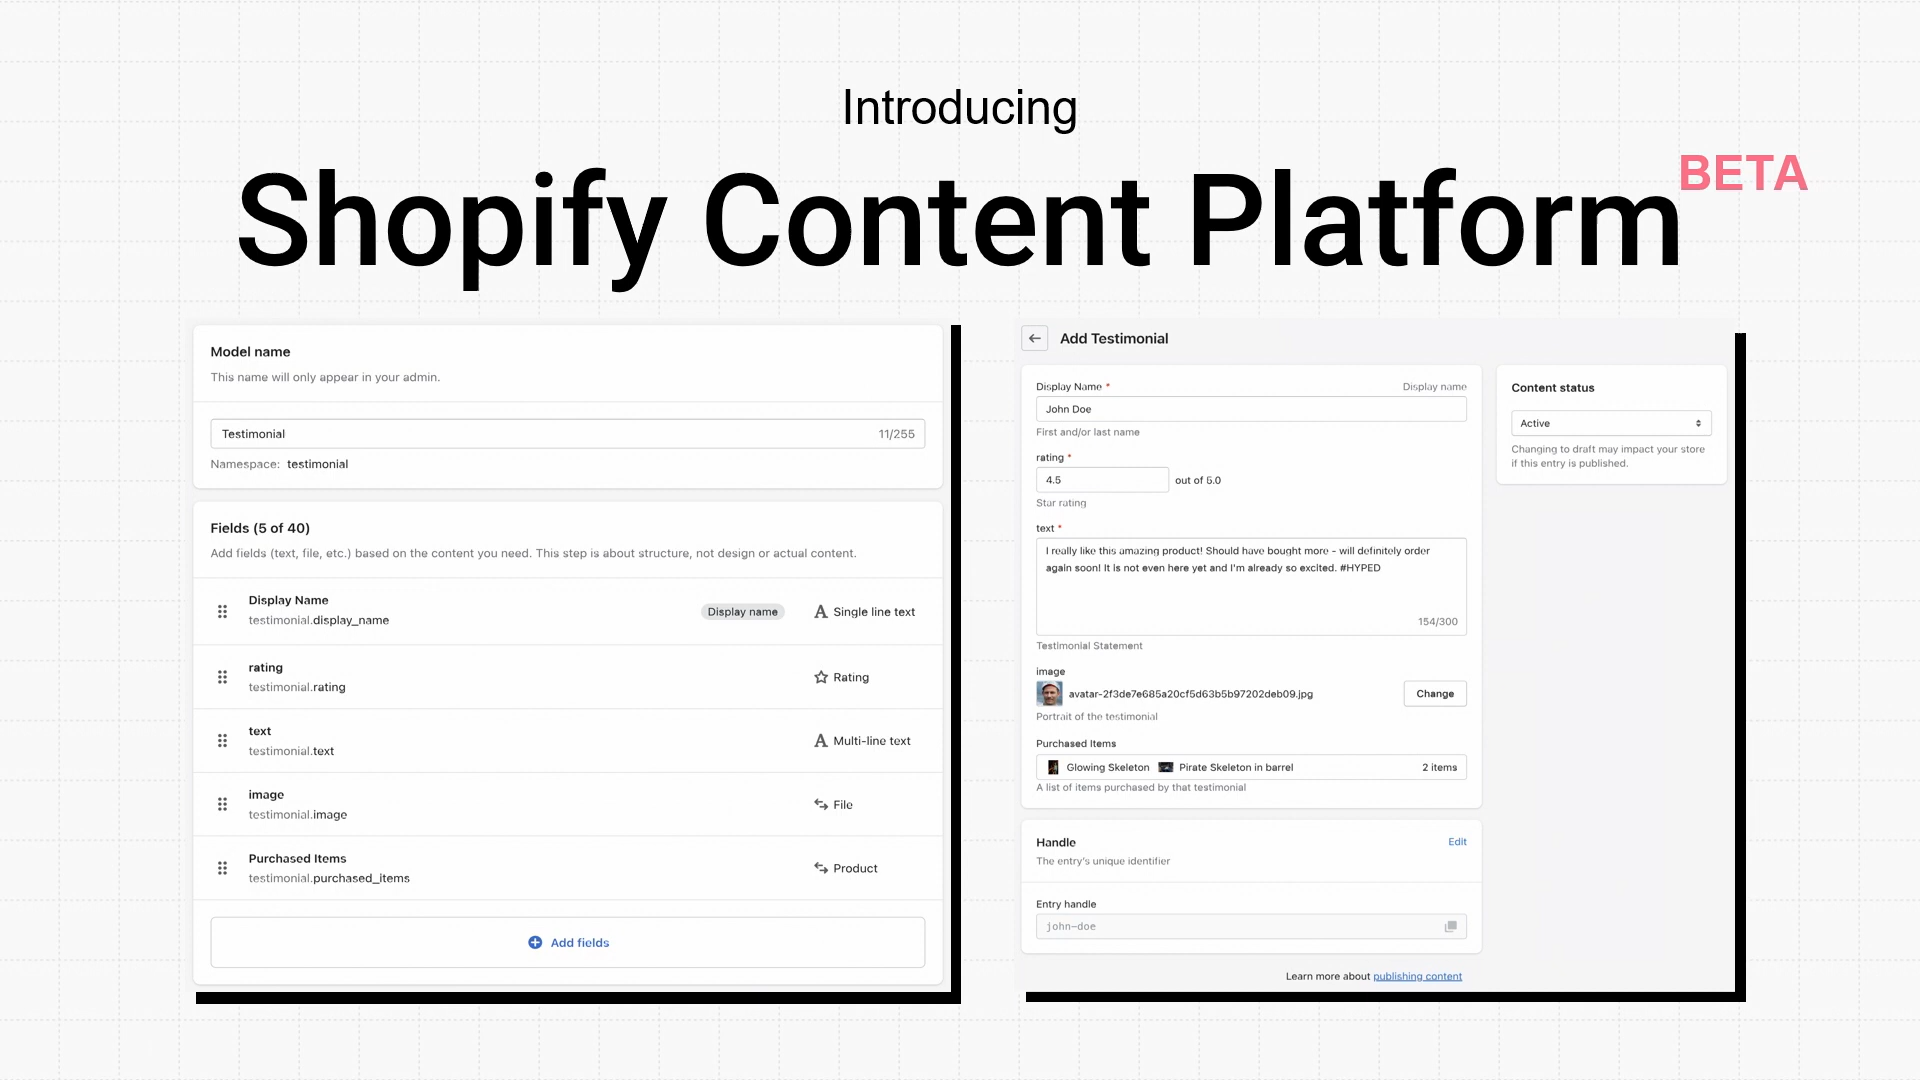 Introducing
Shopify Content Platform BETA
Model name
This name will only appear in your admin.
Testimonial 11/255
Namespace: testimonial
Fields (5 of 40)
Add fields (text, file, etc.) based on the content you need. This step is about structure, not design or actual content.
Display Name
testimonial.display_name
Display name
Single line text
rating
testimonial.rating
Rating
text
testimonial.text
Multi-line text
image
testimonial.image
File
Purchased Items
testimonial.purchased_items
Product
Add fields
Add Testimonial
Display Name * Display name
John Doe
First and/or last name
rating *
4.5 out of 5.0
Star rating
text *
I really like this amazing product! Should have bought more - will definitely order
again soon! It is not even here yet and I'm already so excited. #HYPED
154/300
Testimonial Statement
image
avatar-2f3de7e685a20cf5d63b5b97202deb09.jpg Change
Portrait of the testimonial
Purchased Items
Glowing Skeleton Pirate Skeleton in barrel 2 items
A list of items purchased by that testimonial
Handle Edit
The entry's unique identifier
Entry handle
john-doe
Learn more about publishing content
Content status
Active
Changing to draft may impact your store
if this entry is published.